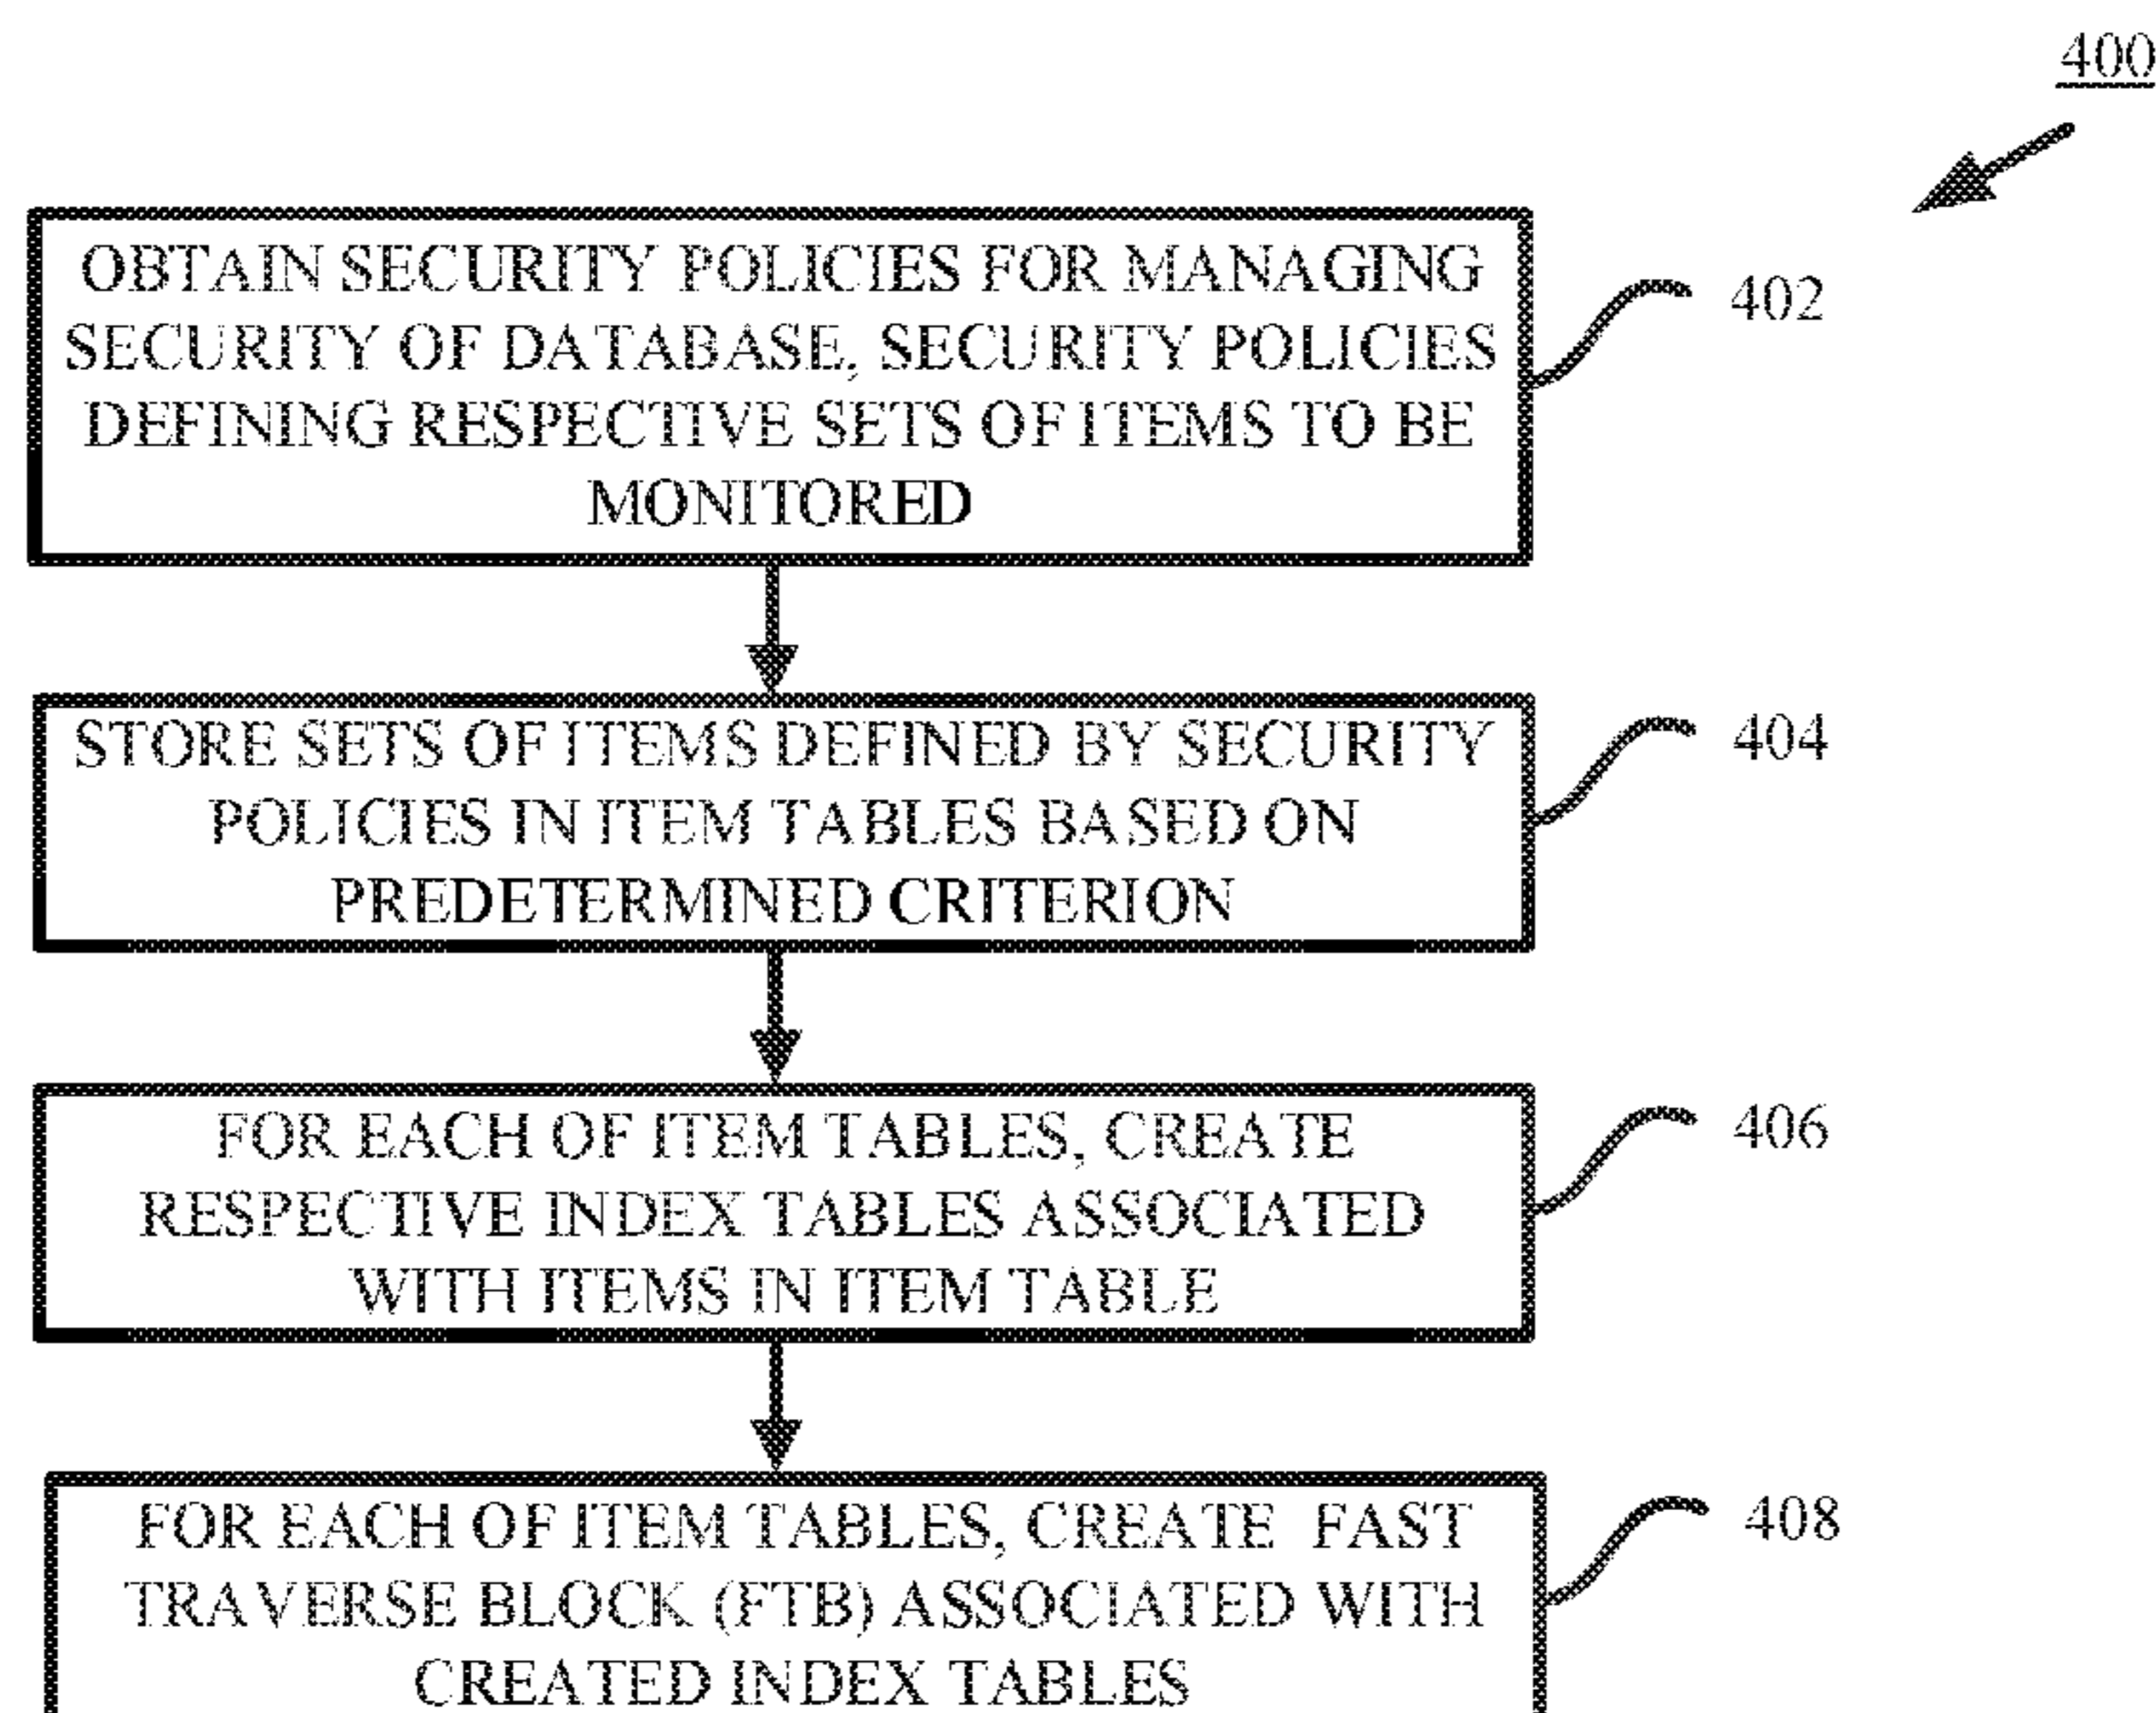 400
OBTAIN SECURITY POLICIES FOR MANAGING
SECURITY OF DATABASE, SECURITY POLICIES
DEFINING RESPECTIVE SETS OF ITEMS TO BE
MONITORED
402
STORE SETS OF ITEMS DEFINED BY SECURITY
POLICIES IN ITEM TABLES BASED ON
PREDETERMINED CRITERION
404
FOR EACH OF ITEM TABLES, CREATE
RESPECTIVE INDEX TABLES ASSOCIATED
WITH ITEMS IN ITEM TABLE
406
FOR EACH OF ITEM TABLES, CREATE FAST
TRAVERSE BLOCK (FTB) ASSOCIATED WITH
CREATED INDEX TABLES
408